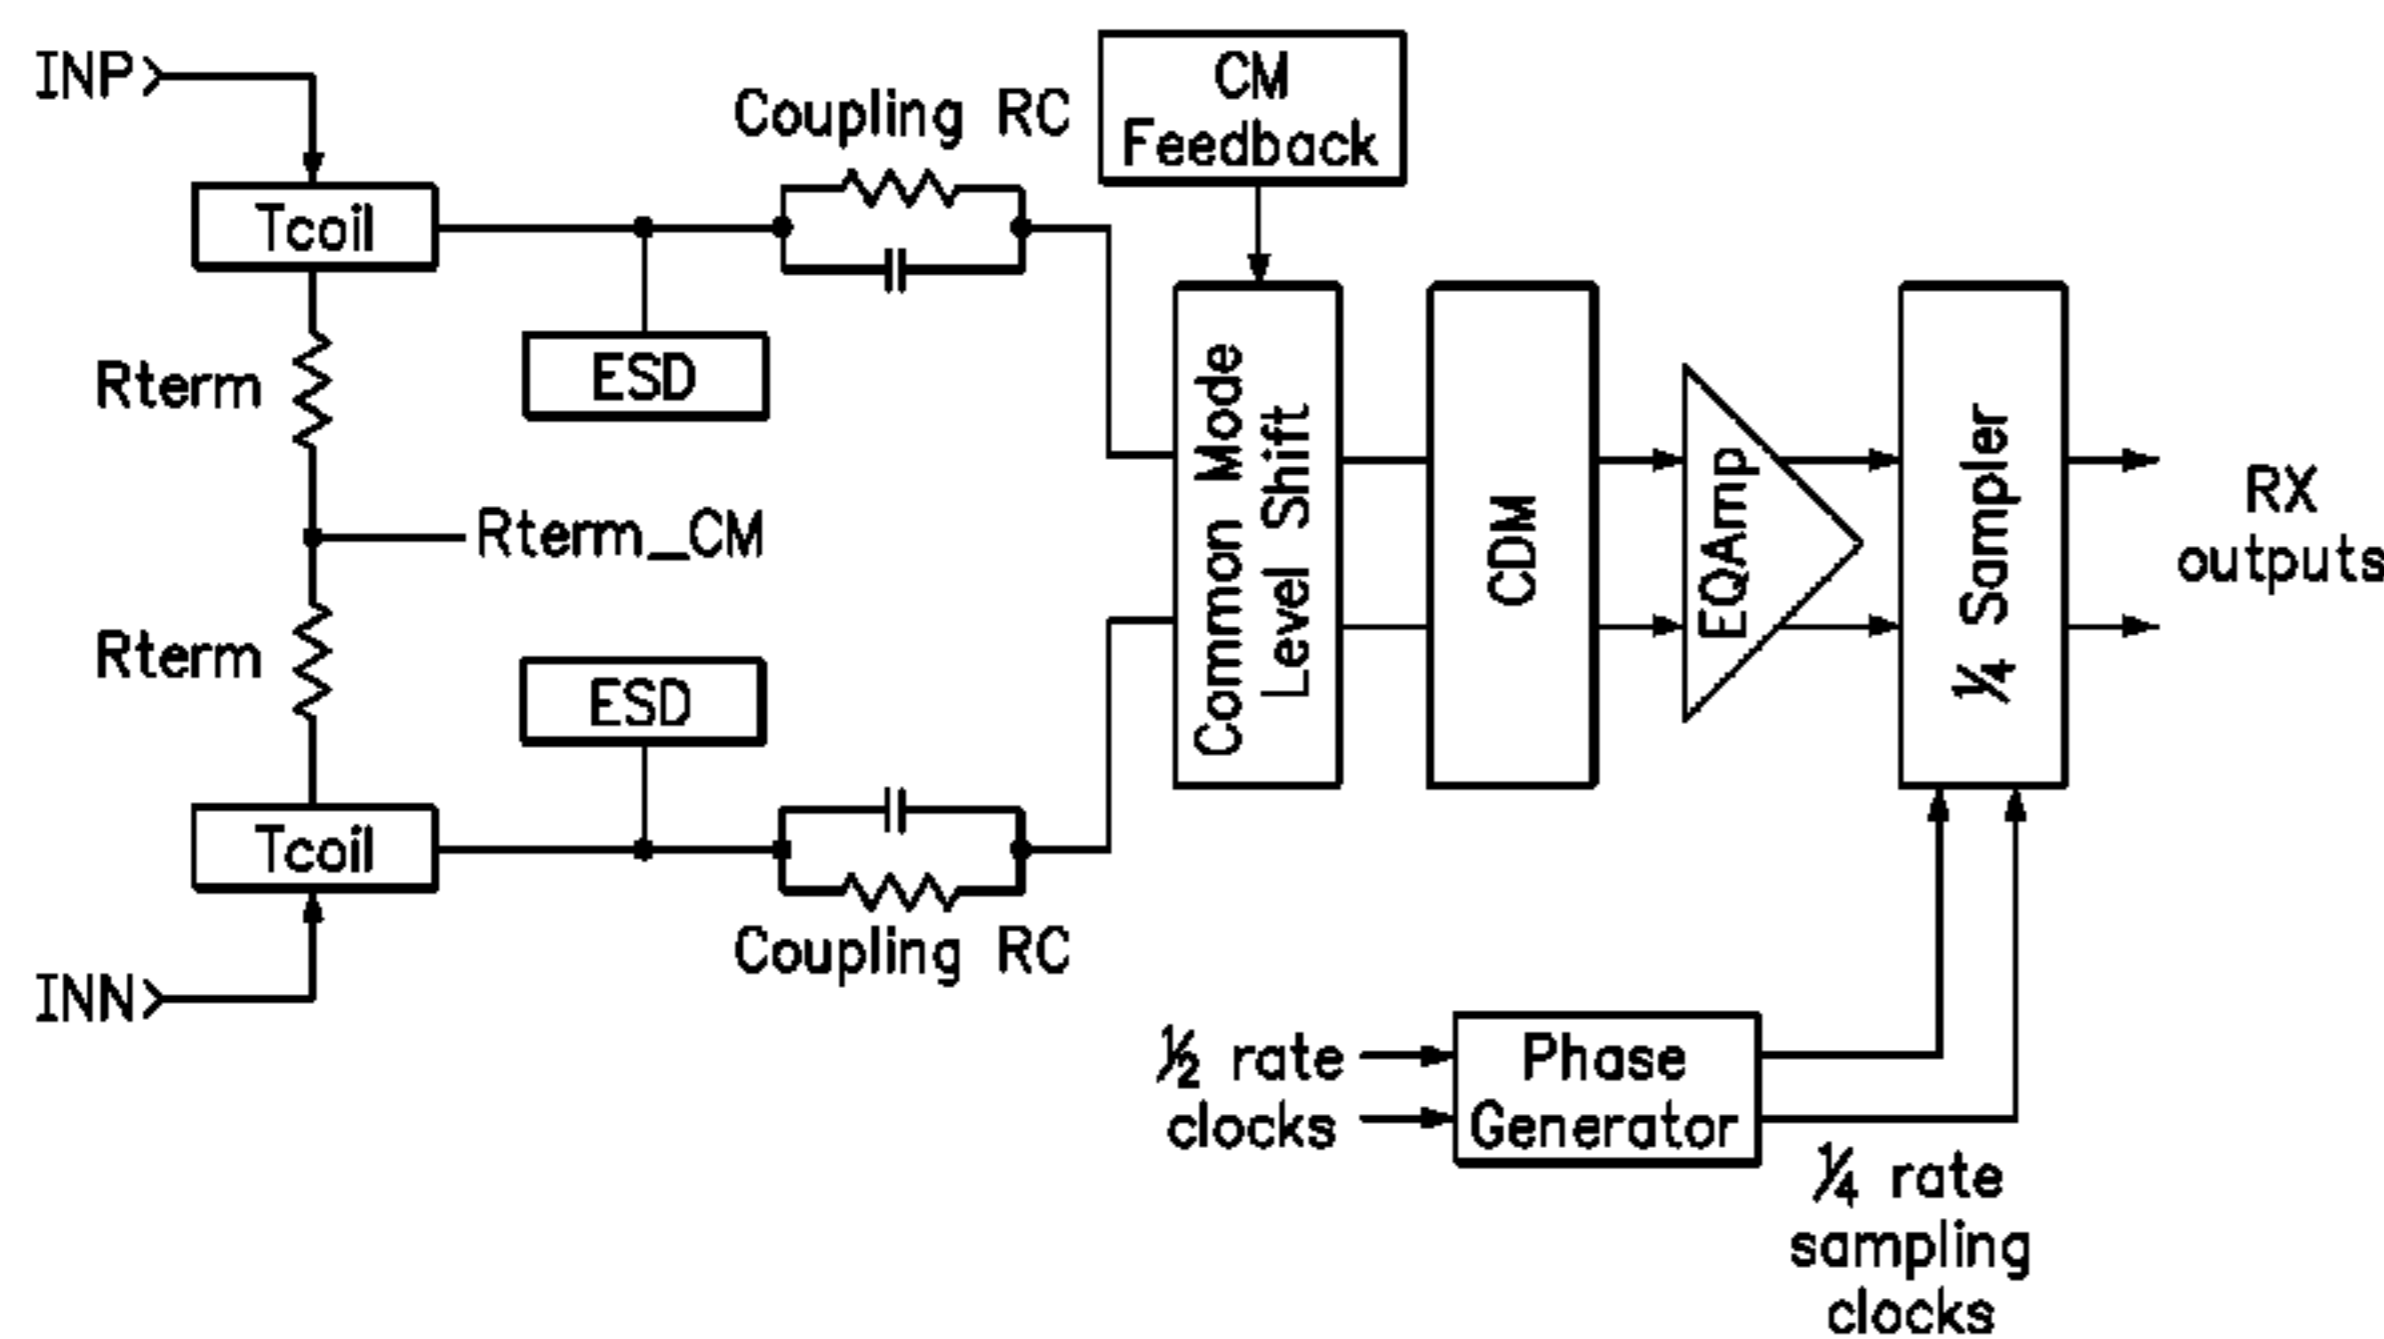 INP
Coupling RC
CM
Feedback
Tcoil
Rterm
ESD
Rterm_CM
Rterm
ESD
Tcoil
Coupling RC
INN
Common Mode
Level Shift
CDM
EQAmp
¼ Sampler
RX
outputs
½ rate
clocks
Phase
Generator
¼ rate
sampling
clocks